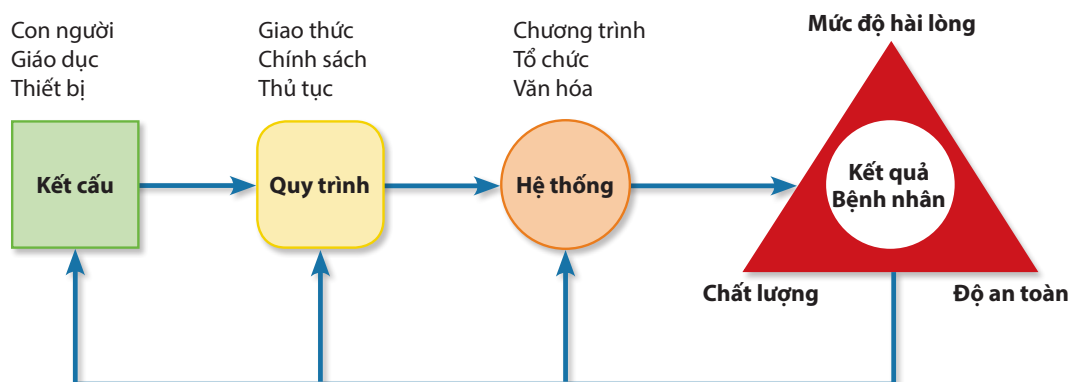 Con người
Giáo dục
Thiết bị
Giao thức
Chính sách
Thủ tục
Chương trình
Tổ chức
Văn hóa
Mức độ hài lòng
Kết cấu
Quy trình
Hệ thống
Kết quả
Bệnh nhân
Chất lượng
Độ an toàn